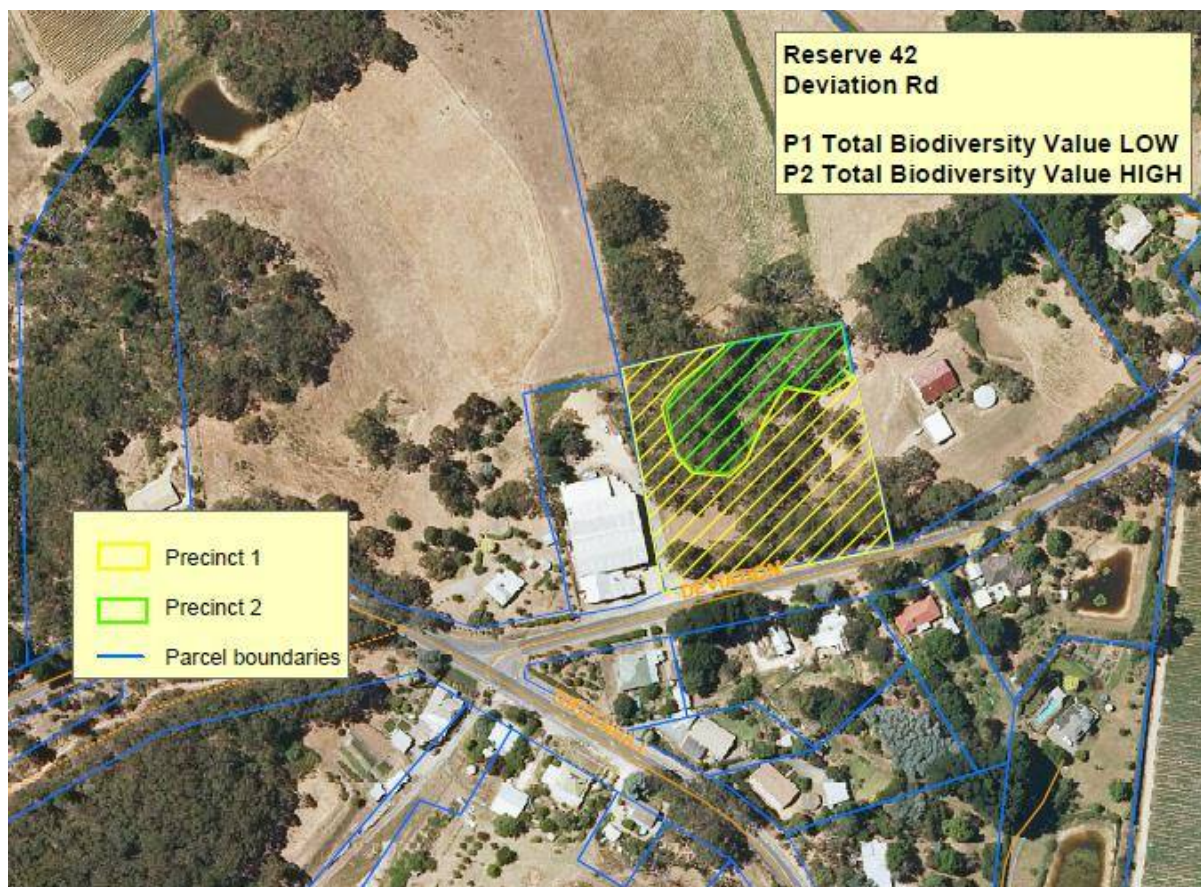 Reserve 42
Deviation Rd
P1 Total Biodiversity Value LOW
P2 Total Biodiversity Value HIGH
Precinct 1
Precinct 2
Parcel boundaries
DEVIATION